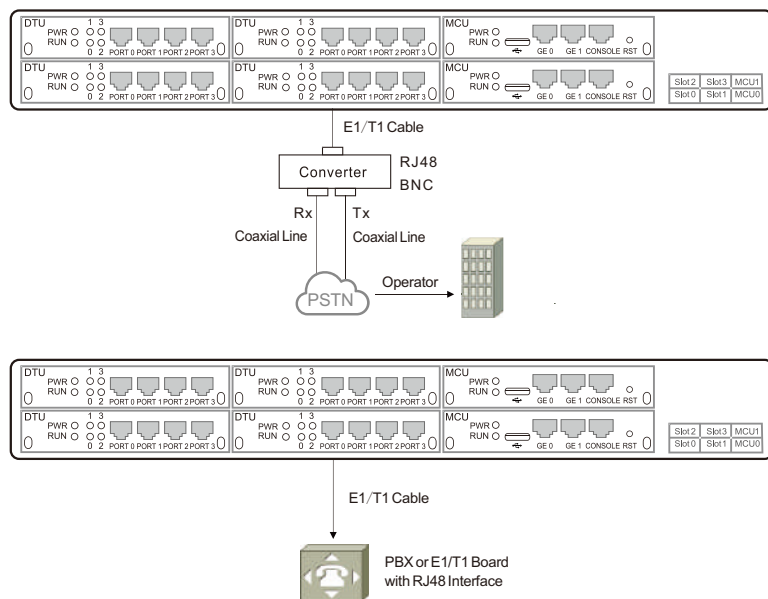 DTU 1 3 DTU 1 3 MCU
PWR PWR PWR
RUN RUN RUN
0 2 PORT 0 PORT 1 PORT 2 PORT 3 0 2 PORT 0 PORT 1 PORT 2 PORT 3 GE 0 GE 1 CONSOLE RST
DTU 1 3 DTU 1 3 MCU
PWR PWR PWR
RUN RUN RUN
0 2 PORT 0 PORT 1 PORT 2 PORT 3 0 2 PORT 0 PORT 1 PORT 2 PORT 3 GE 0 GE 1 CONSOLE RST
Slot 2 Slot3 MCU1
Slot 0 Slot1 MCU0
E1/T1 Cable
Converter
RJ48
BNC
Rx Tx
Coaxial Line Coaxial Line
PSTN
Operator
DTU 1 3 DTU 1 3 MCU
PWR PWR PWR
RUN RUN RUN
0 2 PORT 0 PORT 1 PORT 2 PORT 3 0 2 PORT 0 PORT 1 PORT 2 PORT 3 GE 0 GE 1 CONSOLE RST
DTU 1 3 DTU 1 3 MCU
PWR PWR PWR
RUN RUN RUN
0 2 PORT 0 PORT 1 PORT 2 PORT 3 0 2 PORT 0 PORT 1 PORT 2 PORT 3 GE 0 GE 1 CONSOLE RST
Slot 2 Slot3 MCU1
Slot 0 Slot1 MCU0
E1/T1 Cable
PBX or E1/T1 Board
with RJ48 Interface